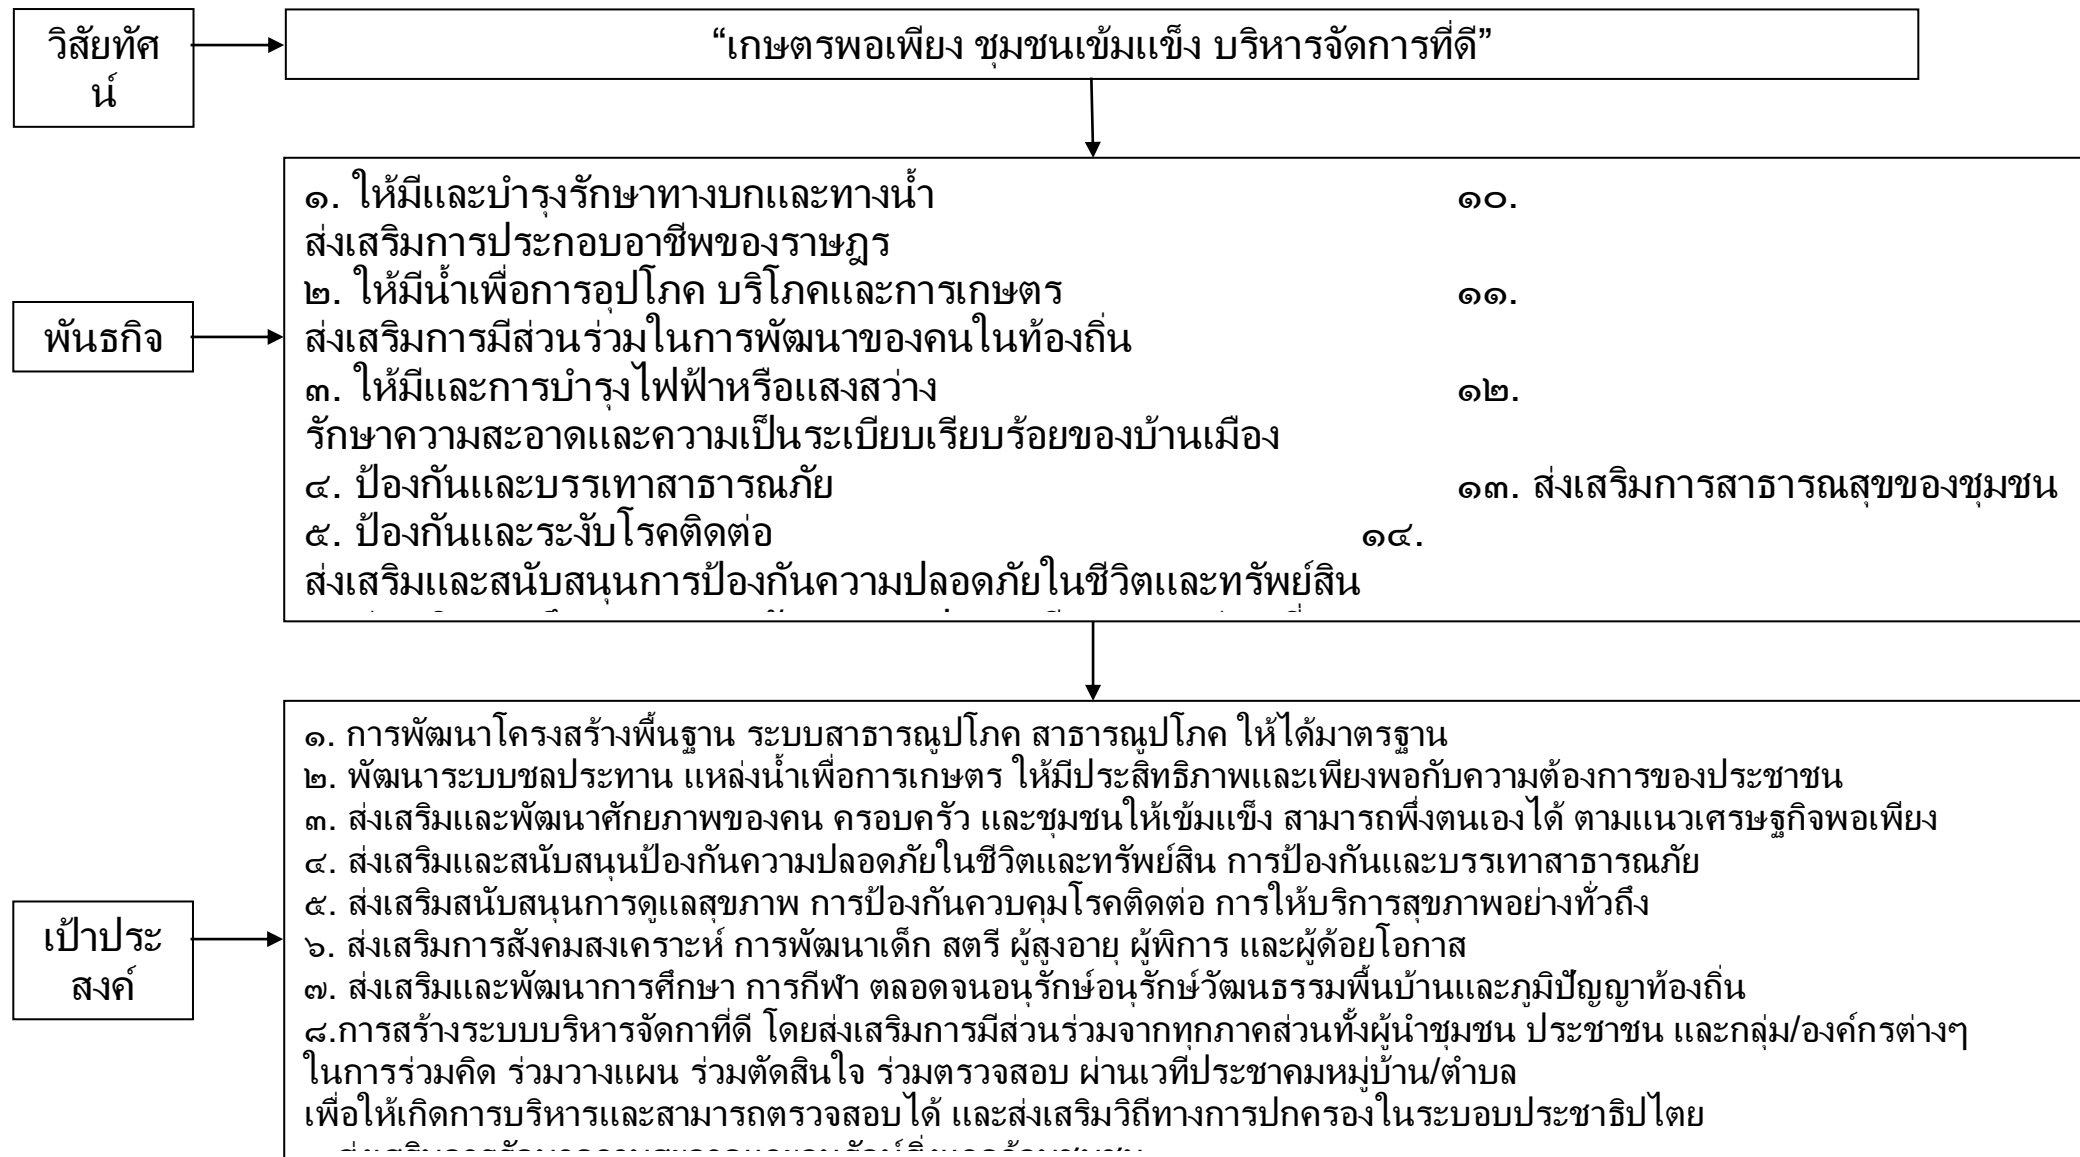 วิสัยทัศ
น์
“เกษตรพอเพียง ชุมชนเข้มแข็ง บริหารจัดการที่ดี”
พันธกิจ
๑. ให้มีและบำรุงรักษาทางบกและทางน้ำ ๑๐.
ส่งเสริมการประกอบอาชีพของราษฎร
๒. ให้มีน้ำเพื่อการอุปโภค บริโภคและการเกษตร ๑๑.
ส่งเสริมการมีส่วนร่วมในการพัฒนาของคนในท้องถิ่น
๓. ให้มีและการบำรุงไฟฟ้าหรือแสงสว่าง ๑๒.
รักษาความสะอาดและความเป็นระเบียบเรียบร้อยของบ้านเมือง
๔. ป้องกันและบรรเทาสาธารณภัย ๑๓. ส่งเสริมการสาธารณสุขของชุมชน
๕. ป้องกันและระงับโรคติดต่อ ๑๔.
ส่งเสริมและสนับสนุนการป้องกันความปลอดภัยในชีวิตและทรัพย์สิน
เป้าประ
สงค์
๑. การพัฒนาโครงสร้างพื้นฐาน ระบบสาธารณูปโภค สาธารณูปโภค ให้ได้มาตรฐาน
๒. พัฒนาระบบชลประทาน แหล่งน้ำเพื่อการเกษตร ให้มีประสิทธิภาพและเพียงพอกับความต้องการของประชาชน
๓. ส่งเสริมและพัฒนาศักยภาพของคน ครอบครัว และชุมชนให้เข้มแข็ง สามารถพึ่งตนเองได้ ตามแนวเศรษฐกิจพอเพียง
๔. ส่งเสริมและสนับสนุนป้องกันความปลอดภัยในชีวิตและทรัพย์สิน การป้องกันและบรรเทาสาธารณภัย
๕. ส่งเสริมสนับสนุนการดูแลสุขภาพ การป้องกันควบคุมโรคติดต่อ การให้บริการสุขภาพอย่างทั่วถึง
๖. ส่งเสริมการสังคมสงเคราะห์ การพัฒนาเด็ก สตรี ผู้สูงอายุ ผู้พิการ และผู้ด้อยโอกาส
๗. ส่งเสริมและพัฒนาการศึกษา การกีฬา ตลอดจนอนุรักษ์อนุรักษ์วัฒนธรรมพื้นบ้านและภูมิปัญญาท้องถิ่น
๘.การสร้างระบบบริหารจัดกาที่ดี โดยส่งเสริมการมีส่วนร่วมจากทุกภาคส่วนทั้งผู้นำชุมชน ประชาชน และกลุ่ม/องค์กรต่างๆ
ในการร่วมคิด ร่วมวางแผน ร่วมตัดสินใจ ร่วมตรวจสอบ ผ่านเวทีประชาคมหมู่บ้าน/ตำบล
เพื่อให้เกิดการบริหารและสามารถตรวจสอบได้ และส่งเสริมวิถีทางการปกครองในระบอบประชาธิปไตย